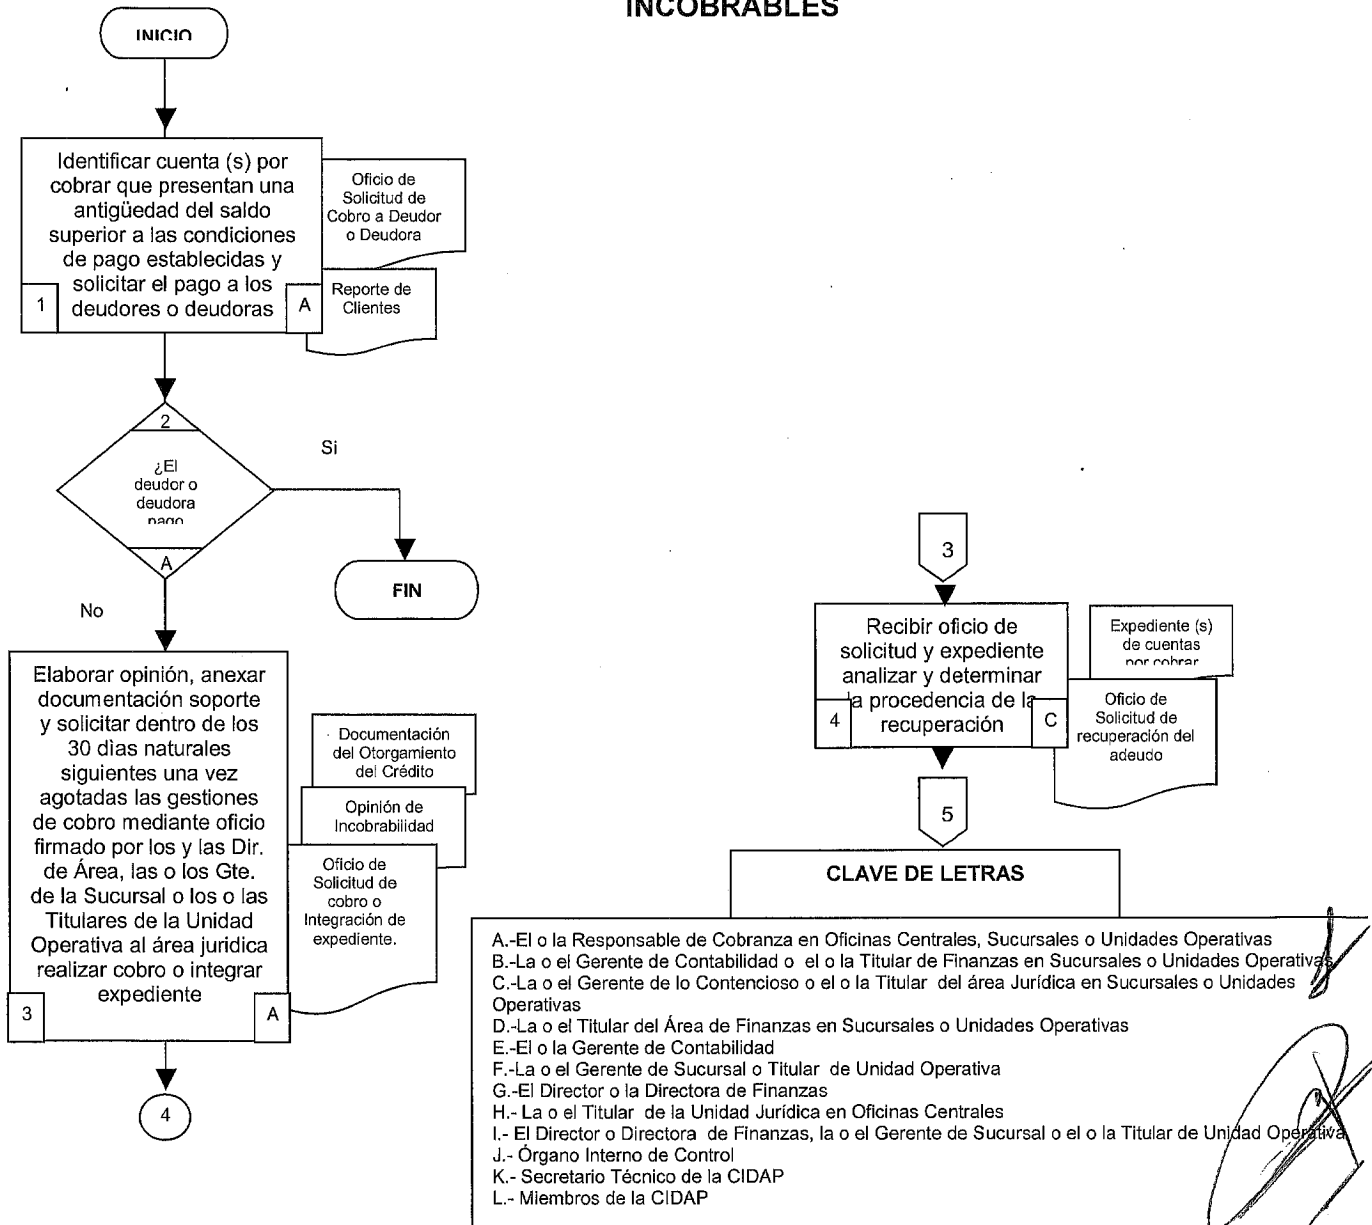 INCOBRABLES
INICIO
Identificar cuenta (s) por
cobrar que presentan una
antigüedad del saldo
superior a las condiciones
de pago establecidas y
solicitar el pago a los
deudores o deudoras
1
A
Oficio de
Solicitud de
Cobro a Deudor
o Deudora
Reporte de
Clientes
2
¿El
deudor o
deudora
pago
A
Si
FIN
No
Elaborar opinión, anexar
documentación soporte
y solicitar dentro de los
30 dìas naturales
siguientes una vez
agotadas las gestiones
de cobro mediante oficio
firmado por los y las Dir.
de Área, las o los Gte.
de la Sucursal o los o las
Titulares de la Unidad
Operativa al área juridica
realizar cobro o integrar
expediente
3
A
Documentación
del Otorgamiento
del Crédito
Opinión de
Incobrabilidad
Oficio de
Solicitud de
cobro o
Integración de
expediente.
4
3
Recibir oficio de
solicitud y expediente
analizar y determinar
la procedencia de la
recuperación
4
C
Expediente (s)
de cuentas
por cobrar
Oficio de
Solicitud de
recuperación del
adeudo
5
CLAVE DE LETRAS
A.-El o la Responsable de Cobranza en Oficinas Centrales, Sucursales o Unidades Operativas
B.-La o el Gerente de Contabilidad o el o la Titular de Finanzas en Sucursales o Unidades Operativas
C.-La o el Gerente de lo Contencioso o el o la Titular del área Jurídica en Sucursales o Unidades
Operativas
D.-La o el Titular del Área de Finanzas en Sucursales o Unidades Operativas
E.-El o la Gerente de Contabilidad
F.-La o el Gerente de Sucursal o Titular de Unidad Operativa
G.-El Director o la Directora de Finanzas
H.- La o el Titular de la Unidad Jurídica en Oficinas Centrales
I.- El Director o Directora de Finanzas, la o el Gerente de Sucursal o el o la Titular de Unidad Operativa
J.- Órgano Interno de Control
K.- Secretario Técnico de la CIDAP
L.- Miembros de la CIDAP